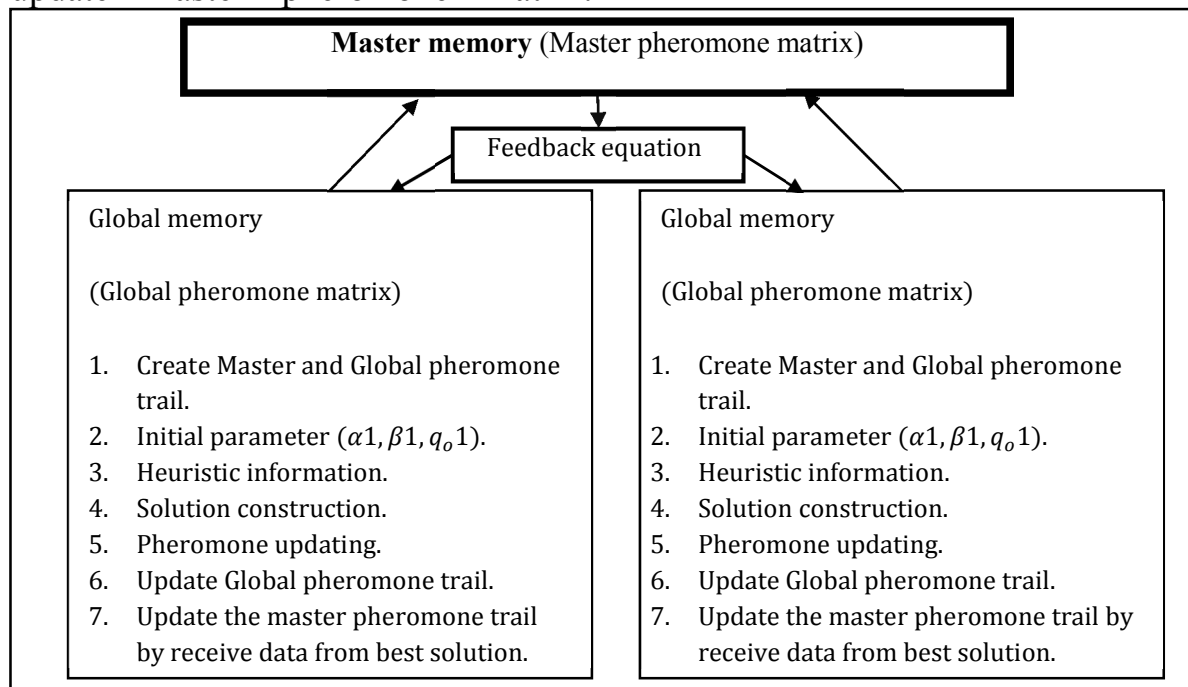 Master memory (Master pheromone matrix)
Feedback equation
Global memory
(Global pheromone matrix)
1. Create Master and Global pheromone
trail.
2. Initial parameter (α1, β1, qₒ1).
3. Heuristic information.
4. Solution construction.
5. Pheromone updating.
6. Update Global pheromone trail.
7. Update the master pheromone trail
by receive data from best solution.
Global memory
(Global pheromone matrix)
1. Create Master and Global pheromone
trail.
2. Initial parameter (α1, β1, qₒ1).
3. Heuristic information.
4. Solution construction.
5. Pheromone updating.
6. Update Global pheromone trail.
7. Update the master pheromone trail by
receive data from best solution.